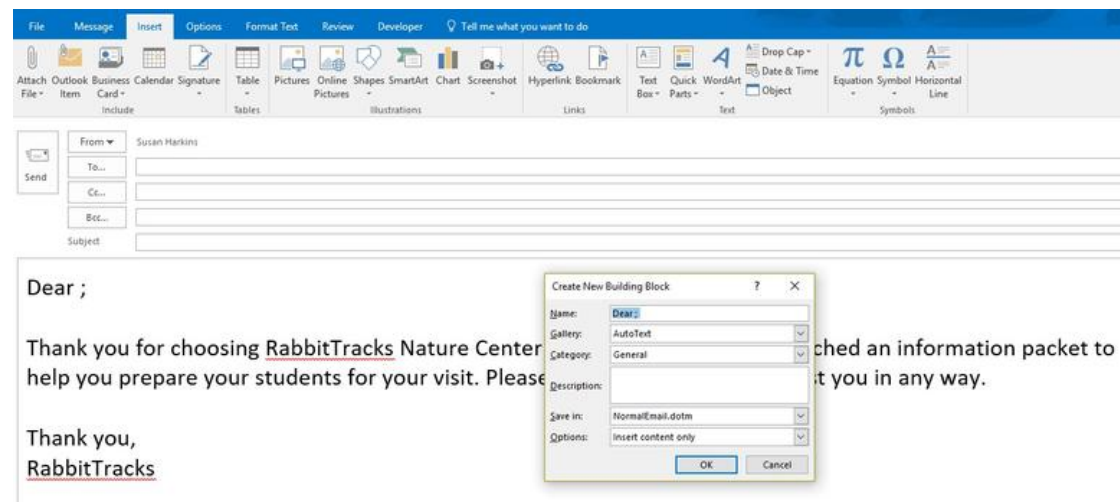 File Message Insert Options Format Text Review Developer Tell me what you want to do
Attach File Outlook Item Business Card Calendar Signature Table Pictures Online Pictures Shapes SmartArt Chart Screenshot Hyperlink Bookmark Text Box Quick Parts WordArt Drop Cap Date & Time Object Equation Symbol Horizontal Line
Include Tables Illustrations Links Text Symbols
Send
From Susan Harkins
To...
Cc...
Bcc...
Subject
Dear ;
Thank you for choosing RabbitTracks Nature Center ched an information packet to
help you prepare your students for your visit. Please t you in any way.
Thank you,
RabbitTracks
Create New Building Block ? ×
Name: Dear ;
Gallery: AutoText
Category: General
Description:
Save in: NormalEmail.dotm
Options: Insert content only
OK Cancel